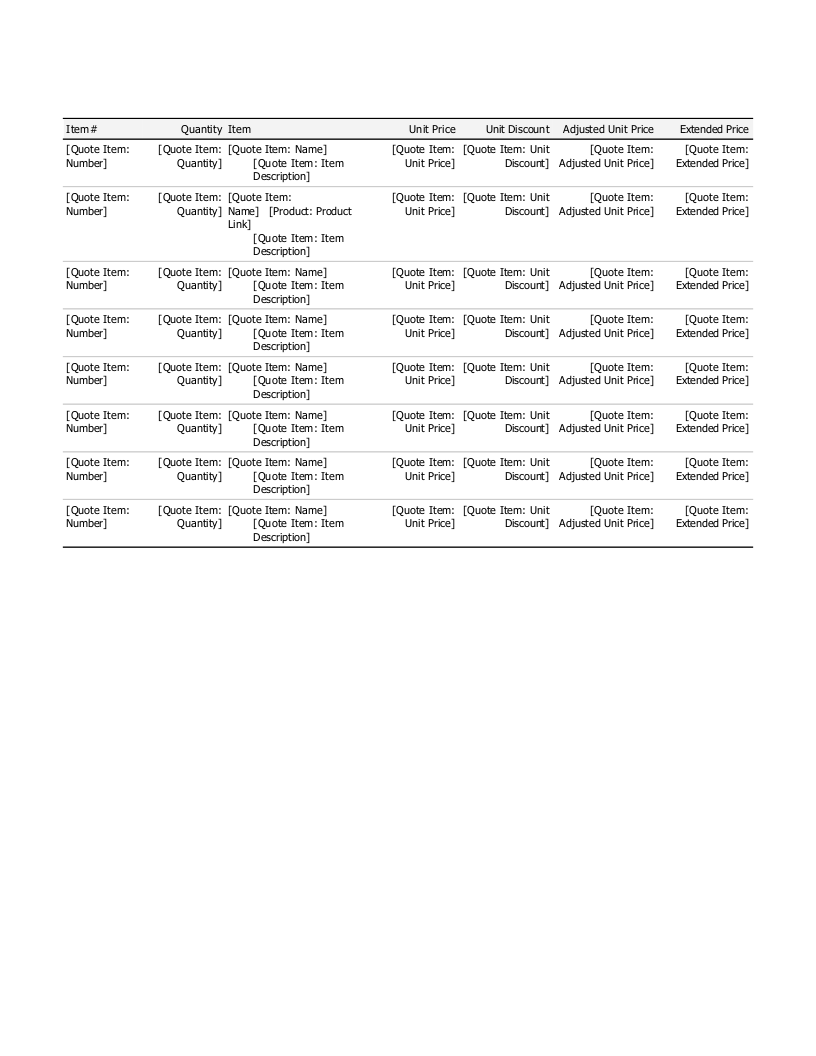 Item # Quantity Item Unit Price Unit Discount Adjusted Unit Price Extended Price
[Quote Item: [Quote Item: [Quote Item: Name] [Quote Item: [Quote Item: Unit [Quote Item: [Quote Item:
Number] Quantity] [Quote Item: Item Unit Price] Discount] Adjusted Unit Price] Extended Price]
Description]
[Quote Item: [Quote Item: [Quote Item: [Quote Item: [Quote Item: Unit [Quote Item: [Quote Item:
Number] Quantity] Name] [Product: Product Unit Price] Discount] Adjusted Unit Price] Extended Price]
Link]
[Quote Item: Item
Description]
[Quote Item: [Quote Item: [Quote Item: Name] [Quote Item: [Quote Item: Unit [Quote Item: [Quote Item:
Number] Quantity] [Quote Item: Item Unit Price] Discount] Adjusted Unit Price] Extended Price]
Description]
[Quote Item: [Quote Item: [Quote Item: Name] [Quote Item: [Quote Item: Unit [Quote Item: [Quote Item:
Number] Quantity] [Quote Item: Item Unit Price] Discount] Adjusted Unit Price] Extended Price]
Description]
[Quote Item: [Quote Item: [Quote Item: Name] [Quote Item: [Quote Item: Unit [Quote Item: [Quote Item:
Number] Quantity] [Quote Item: Item Unit Price] Discount] Adjusted Unit Price] Extended Price]
Description]
[Quote Item: [Quote Item: [Quote Item: Name] [Quote Item: [Quote Item: Unit [Quote Item: [Quote Item:
Number] Quantity] [Quote Item: Item Unit Price] Discount] Adjusted Unit Price] Extended Price]
Description]
[Quote Item: [Quote Item: [Quote Item: Name] [Quote Item: [Quote Item: Unit [Quote Item: [Quote Item:
Number] Quantity] [Quote Item: Item Unit Price] Discount] Adjusted Unit Price] Extended Price]
Description]
[Quote Item: [Quote Item: [Quote Item: Name] [Quote Item: [Quote Item: Unit [Quote Item: [Quote Item:
Number] Quantity] [Quote Item: Item Unit Price] Discount] Adjusted Unit Price] Extended Price]
Description]